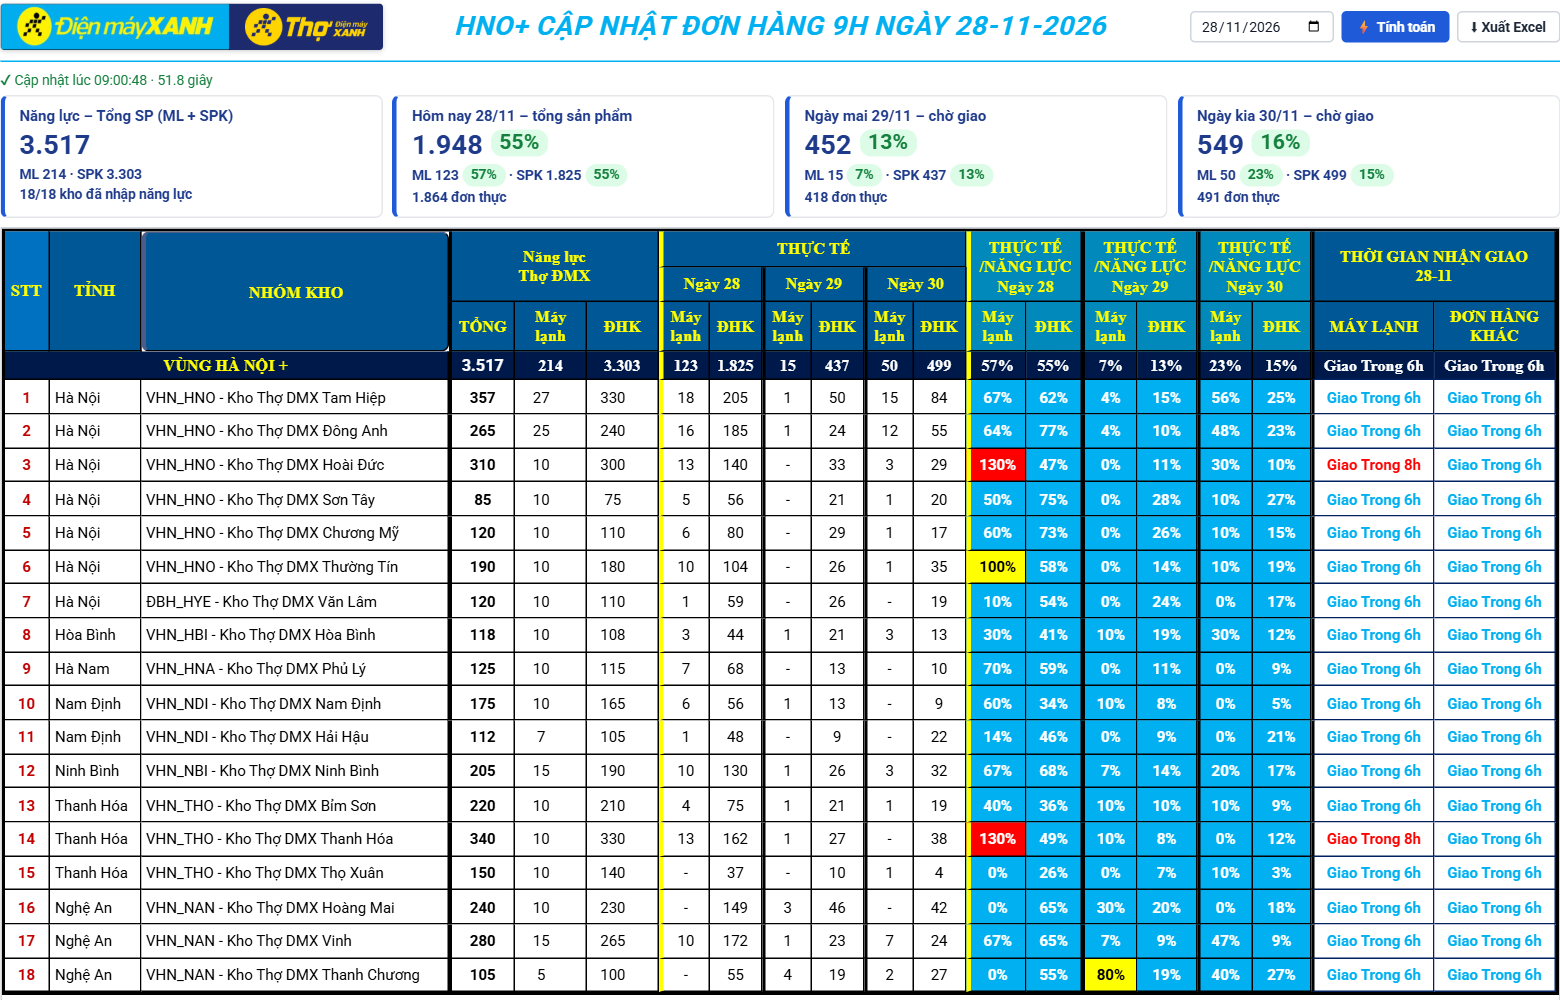 Điện máyXANH Thợ Điện máy XANH
HNO+ CẬP NHẬT ĐƠN HÀNG 9H NGÀY 28-11-2026
28/11/2026 Tính toán Xuất Excel
✓ Cập nhật lúc 09:00:48 · 51.8 giây
Năng lực – Tổng SP (ML + SPK)
3.517
ML 214 · SPK 3.303
18/18 kho đã nhập năng lực
Hôm nay 28/11 – tổng sản phẩm
1.948 55%
ML 123 57% · SPK 1.825 55%
1.864 đơn thực
Ngày mai 29/11 – chờ giao
452 13%
ML 15 7% · SPK 437 13%
418 đơn thực
Ngày kia 30/11 – chờ giao
549 16%
ML 50 23% · SPK 499 15%
491 đơn thực
STT TỈNH NHÓM KHO Năng lực Thợ ĐMX THỰC TẾ THỰC TẾ /NĂNG LỰC Ngày 28 THỰC TẾ /NĂNG LỰC Ngày 29 THỰC TẾ /NĂNG LỰC Ngày 30 THỜI GIAN NHẬN GIAO 28-11
Ngày 28 Ngày 29 Ngày 30
TỔNG Máy lạnh ĐHK Máy lạnh ĐHK Máy lạnh ĐHK Máy lạnh ĐHK Máy lạnh ĐHK Máy lạnh ĐHK Máy lạnh ĐHK MÁY LẠNH ĐƠN HÀNG KHÁC
VÙNG HÀ NỘI + 3.517 214 3.303 123 1.825 15 437 50 499 57% 55% 7% 13% 23% 15% Giao Trong 6h Giao Trong 6h
1 Hà Nội VHN_HNO - Kho Thợ DMX Tam Hiệp 357 27 330 18 205 1 50 15 84 67% 62% 4% 15% 56% 25% Giao Trong 6h Giao Trong 6h
2 Hà Nội VHN_HNO - Kho Thợ DMX Đông Anh 265 25 240 16 185 1 24 12 55 64% 77% 4% 10% 48% 23% Giao Trong 6h Giao Trong 6h
3 Hà Nội VHN_HNO - Kho Thợ DMX Hoài Đức 310 10 300 13 140 - 33 3 29 130% 47% 0% 11% 30% 10% Giao Trong 8h Giao Trong 6h
4 Hà Nội VHN_HNO - Kho Thợ DMX Sơn Tây 85 10 75 5 56 - 21 1 20 50% 75% 0% 28% 10% 27% Giao Trong 6h Giao Trong 6h
5 Hà Nội VHN_HNO - Kho Thợ DMX Chương Mỹ 120 10 110 6 80 - 29 1 17 60% 73% 0% 26% 10% 15% Giao Trong 6h Giao Trong 6h
6 Hà Nội VHN_HNO - Kho Thợ DMX Thường Tín 190 10 180 10 104 - 26 1 35 100% 58% 0% 14% 10% 19% Giao Trong 6h Giao Trong 6h
7 Hà Nội ĐBH_HYE - Kho Thợ DMX Văn Lâm 120 10 110 1 59 - 26 - 19 10% 54% 0% 24% 0% 17% Giao Trong 6h Giao Trong 6h
8 Hòa Bình VHN_HBI - Kho Thợ DMX Hòa Bình 118 10 108 3 44 1 21 3 13 30% 41% 10% 19% 30% 12% Giao Trong 6h Giao Trong 6h
9 Hà Nam VHN_HNA - Kho Thợ DMX Phủ Lý 125 10 115 7 68 - 13 - 10 70% 59% 0% 11% 0% 9% Giao Trong 6h Giao Trong 6h
10 Nam Định VHN_NDI - Kho Thợ DMX Nam Định 175 10 165 6 56 1 13 - 9 60% 34% 10% 8% 0% 5% Giao Trong 6h Giao Trong 6h
11 Nam Định VHN_NDI - Kho Thợ DMX Hải Hậu 112 7 105 1 48 - 9 - 22 14% 46% 0% 9% 0% 21% Giao Trong 6h Giao Trong 6h
12 Ninh Bình VHN_NBI - Kho Thợ DMX Ninh Bình 205 15 190 10 130 1 26 3 32 67% 68% 7% 14% 20% 17% Giao Trong 6h Giao Trong 6h
13 Thanh Hóa VHN_THO - Kho Thợ DMX Bỉm Sơn 220 10 210 4 75 1 21 1 19 40% 36% 10% 10% 10% 9% Giao Trong 6h Giao Trong 6h
14 Thanh Hóa VHN_THO - Kho Thợ DMX Thanh Hóa 340 10 330 13 162 1 27 - 38 130% 49% 10% 8% 0% 12% Giao Trong 8h Giao Trong 6h
15 Thanh Hóa VHN_THO - Kho Thợ DMX Thọ Xuân 150 10 140 - 37 - 10 1 4 0% 26% 0% 7% 10% 3% Giao Trong 6h Giao Trong 6h
16 Nghệ An VHN_NAN - Kho Thợ DMX Hoàng Mai 240 10 230 - 149 3 46 - 42 0% 65% 30% 20% 0% 18% Giao Trong 6h Giao Trong 6h
17 Nghệ An VHN_NAN - Kho Thợ DMX Vinh 280 15 265 10 172 1 23 7 24 67% 65% 7% 9% 47% 9% Giao Trong 6h Giao Trong 6h
18 Nghệ An VHN_NAN - Kho Thợ DMX Thanh Chương 105 5 100 - 55 4 19 2 27 0% 55% 80% 19% 40% 27% Giao Trong 6h Giao Trong 6h